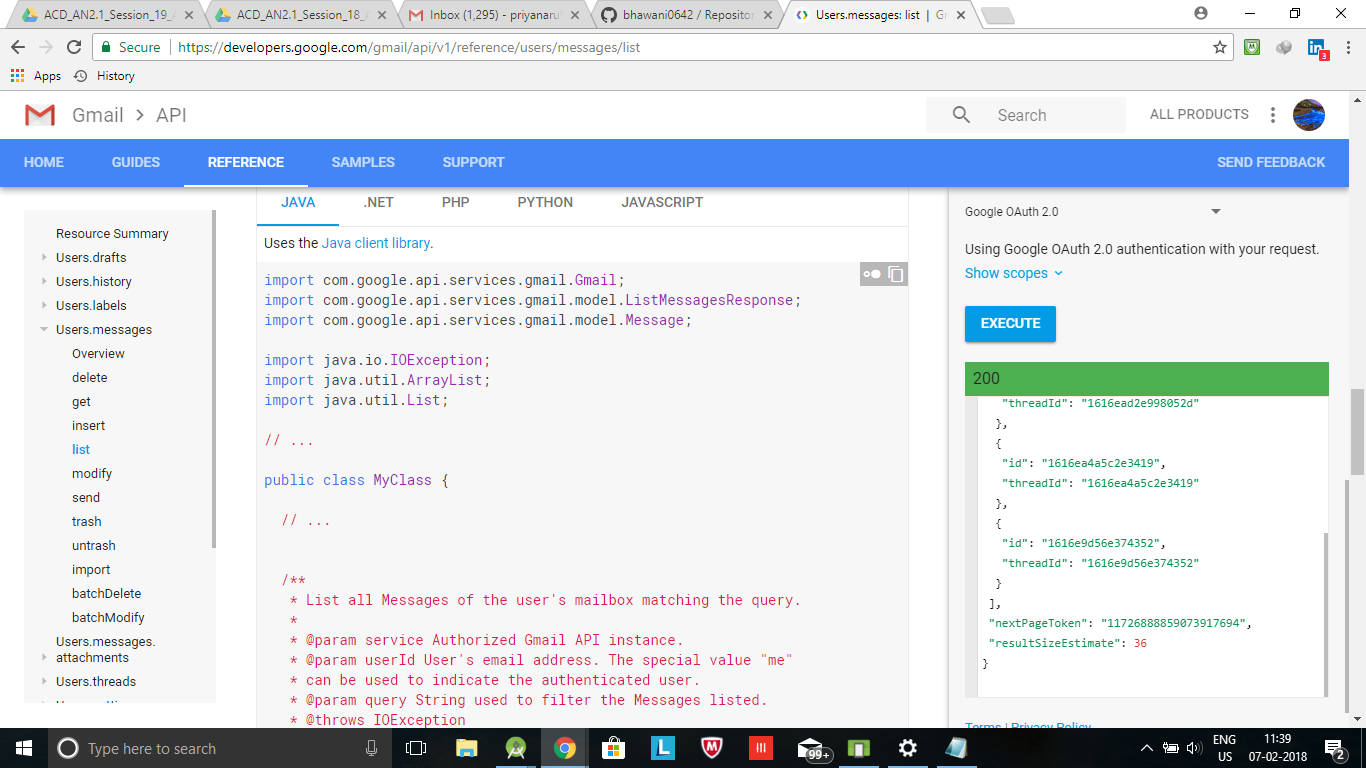 ACD_AN2.1_Session_19_
ACD_AN2.1_Session_18_
Inbox (1,295) - priyanaru
bhawani0642 / Repositor
Users.messages: list | G
Secure https://developers.google.com/gmail/api/v1/reference/users/messages/list
3
Apps History
Gmail > API
Search
ALL PRODUCTS
HOME GUIDES REFERENCE SAMPLES SUPPORT SEND FEEDBACK
Resource Summary
Users.drafts
Users.history
Users.labels
Users.messages
Overview
delete
get
insert
list
modify
send
trash
untrash
import
batchDelete
batchModify
Users.messages.
attachments
Users.threads
JAVA .NET PHP PYTHON JAVASCRIPT
Uses the Java client library.
import com.google.api.services.gmail.Gmail;
import com.google.api.services.gmail.model.ListMessagesResponse;
import com.google.api.services.gmail.model.Message;
import java.io.IOException;
import java.util.ArrayList;
import java.util.List;
// ...
public class MyClass {
// ...
/**
* List all Messages of the user's mailbox matching the query.
*
* @param service Authorized Gmail API instance.
* @param userId User's email address. The special value "me"
* can be used to indicate the authenticated user.
* @param query String used to filter the Messages listed.
* @throws IOException
Google OAuth 2.0
Using Google OAuth 2.0 authentication with your request.
Show scopes
EXECUTE
200
"threadId": "1616ead2e998052d"
},
{
"id": "1616ea4a5c2e3419",
"threadId": "1616ea4a5c2e3419"
},
{
"id": "1616e9d56e374352",
"threadId": "1616e9d56e374352"
}
],
"nextPageToken": "11726888859073917694",
"resultSizeEstimate": 36
}
Terms | Privacy Policy
Type here to search
L
99+
ENG
US
11:39
07-02-2018
2